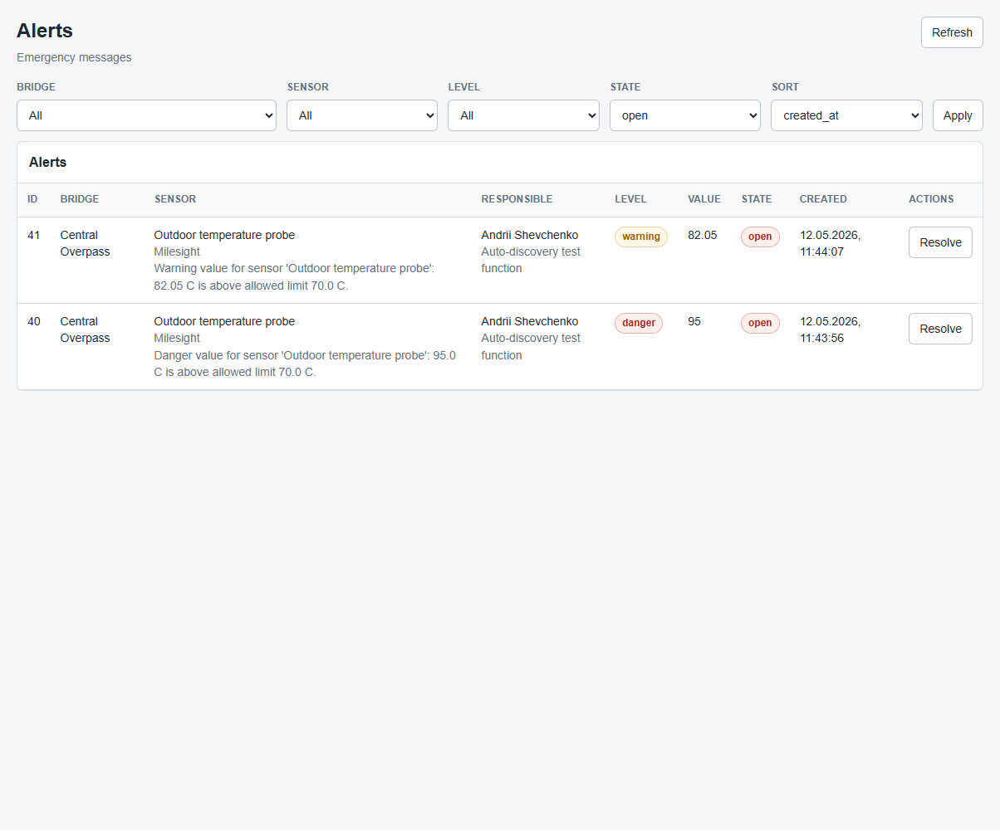 Alerts
Refresh
Emergency messages
BRIDGE SENSOR LEVEL STATE SORT
All All All open created_at Apply
Alerts
ID BRIDGE SENSOR RESPONSIBLE LEVEL VALUE STATE CREATED ACTIONS
41 Central Outdoor temperature probe Andrii Shevchenko warning 82.05 open 12.05.2026, Resolve
Overpass Milesight Auto-discovery test 11:44:07
Warning value for sensor 'Outdoor temperature probe': function
82.05 C is above allowed limit 70.0 C.
40 Central Outdoor temperature probe Andrii Shevchenko danger 95 open 12.05.2026, Resolve
Overpass Milesight Auto-discovery test 11:43:56
Danger value for sensor 'Outdoor temperature probe': 95.0 function
C is above allowed limit 70.0 C.